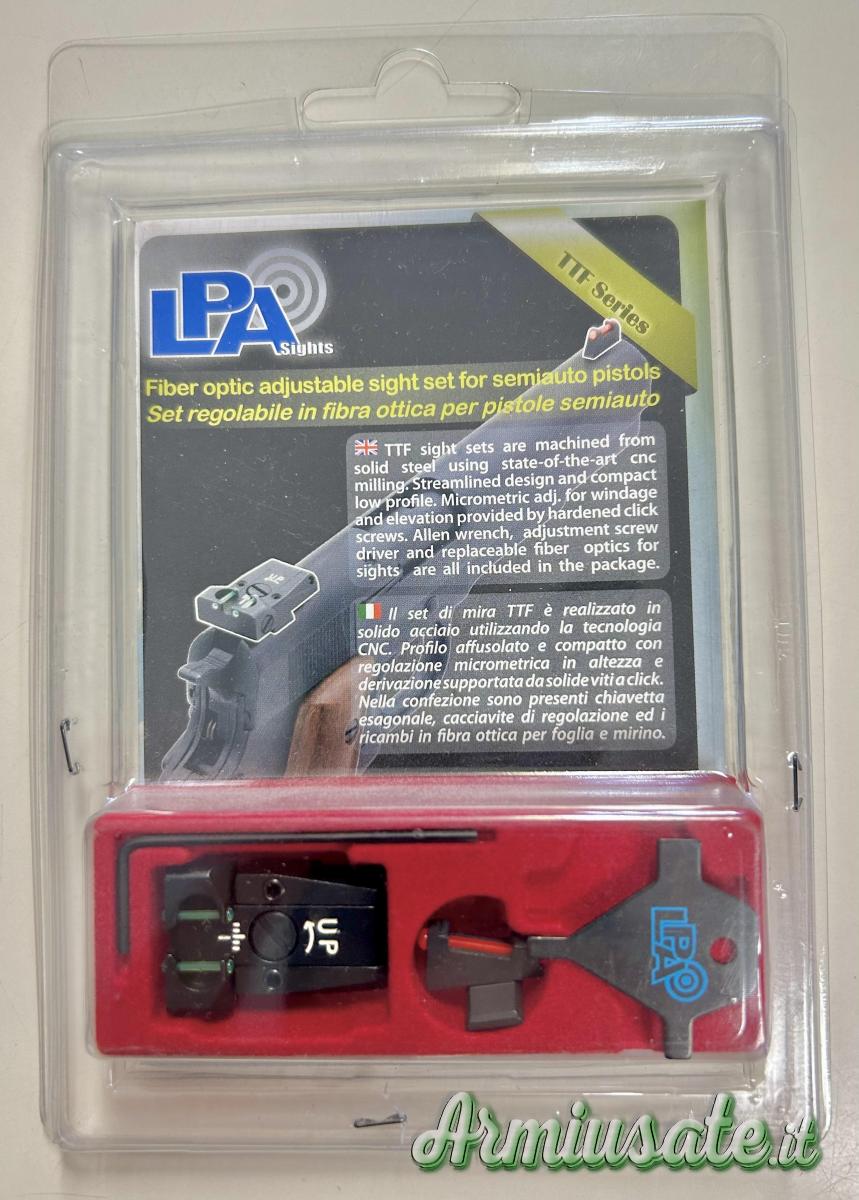 LPA
Sights
TTF Series
Fiber optic adjustable sight set for semiauto pistols
Set regolabile in fibra ottica per pistole semiauto
TTF sight sets are machined from
solid steel using state-of-the-art cnc
milling. Streamlined design and compact
low profile. Micrometric adj. for windage
and elevation provided by hardened click
screws. Allen wrench, adjustment screw
driver and replaceable fiber optics for
sights are all included in the package.
Il set di mira TTF è realizzato in
solido acciaio utilizzando la tecnologia
CNC. Profilo affusolato e compatto con
regolazione micrometrica in altezza e
derivazione supportata da solide viti a click.
Nella confezione sono presenti chiavetta
esagonale, cacciavite di regolazione ed i
ricambi in fibra ottica per foglia e mirino.
UP
LPA
Armiusate.it